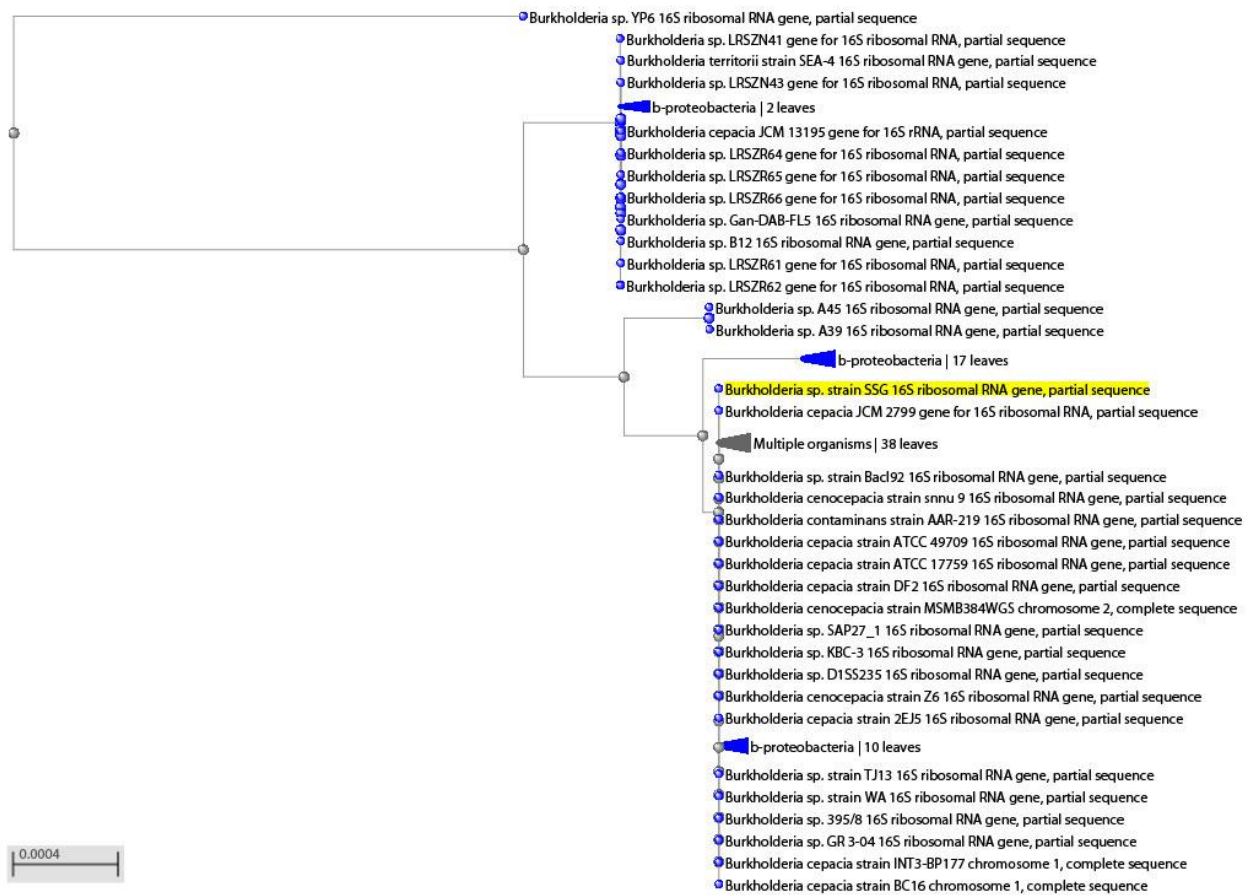 Burkholderia sp. YP6 16S ribosomal RNA gene, partial sequence
Burkholderia sp. LRSZN41 gene for 16S ribosomal RNA, partial sequence
Burkholderia territorii strain SEA-4 16S ribosomal RNA gene, partial sequence
Burkholderia sp. LRSZN43 gene for 16S ribosomal RNA, partial sequence
b-proteobacteria | 2 leaves
Burkholderia cepacia JCM 13195 gene for 16S rRNA, partial sequence
Burkholderia sp. LRSZR64 gene for 16S ribosomal RNA, partial sequence
Burkholderia sp. LRSZR65 gene for 16S ribosomal RNA, partial sequence
Burkholderia sp. LRSZR66 gene for 16S ribosomal RNA, partial sequence
Burkholderia sp. Gan-DAB-FL5 16S ribosomal RNA gene, partial sequence
Burkholderia sp. B12 16S ribosomal RNA gene, partial sequence
Burkholderia sp. LRSZR61 gene for 16S ribosomal RNA, partial sequence
Burkholderia sp. LRSZR62 gene for 16S ribosomal RNA, partial sequence
Burkholderia sp. A45 16S ribosomal RNA gene, partial sequence
Burkholderia sp. A39 16S ribosomal RNA gene, partial sequence
b-proteobacteria | 17 leaves
Burkholderia sp. strain SSG 16S ribosomal RNA gene, partial sequence
Burkholderia cepacia JCM 2799 gene for 16S ribosomal RNA, partial sequence
Multiple organisms | 38 leaves
Burkholderia sp. strain BacI92 16S ribosomal RNA gene, partial sequence
Burkholderia cenocepacia strain snnu 9 16S ribosomal RNA gene, partial sequence
Burkholderia contaminans strain AAR-219 16S ribosomal RNA gene, partial sequence
Burkholderia cepacia strain ATCC 49709 16S ribosomal RNA gene, partial sequence
Burkholderia cepacia strain ATCC 17759 16S ribosomal RNA gene, partial sequence
Burkholderia cepacia strain DF2 16S ribosomal RNA gene, partial sequence
Burkholderia cenocepacia strain MSMB384WGS chromosome 2, complete sequence
Burkholderia sp. SAP27_1 16S ribosomal RNA gene, partial sequence
Burkholderia sp. KBC-3 16S ribosomal RNA gene, partial sequence
Burkholderia sp. D1SS235 16S ribosomal RNA gene, partial sequence
Burkholderia cenocepacia strain Z6 16S ribosomal RNA gene, partial sequence
Burkholderia cepacia strain 2EJ5 16S ribosomal RNA gene, partial sequence
b-proteobacteria | 10 leaves
Burkholderia sp. strain TJ13 16S ribosomal RNA gene, partial sequence
Burkholderia sp. strain WA 16S ribosomal RNA gene, partial sequence
Burkholderia sp. 395/8 16S ribosomal RNA gene, partial sequence
Burkholderia sp. GR 3-04 16S ribosomal RNA gene, partial sequence
Burkholderia cepacia strain INT3-BP177 chromosome 1, complete sequence
Burkholderia cepacia strain BC16 chromosome 1, complete sequence
0.0004